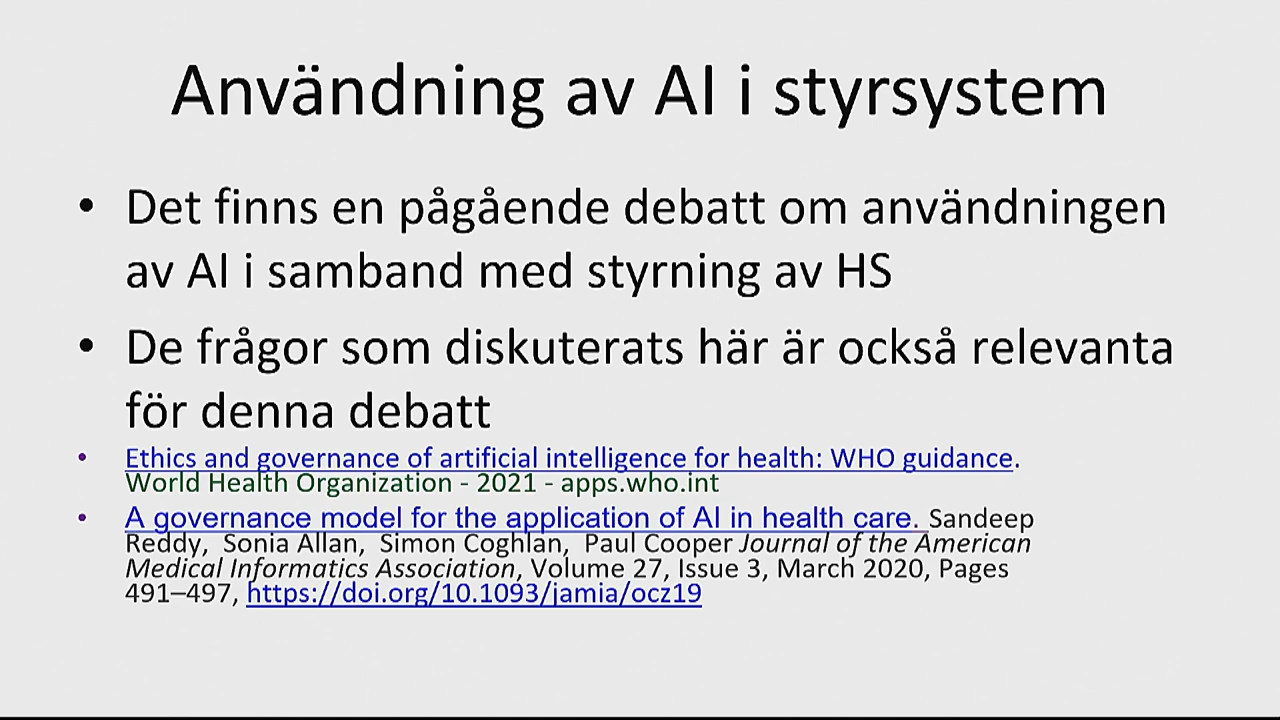 Användning av AI i styrsystem
• Det finns en pågående debatt om användningen
av AI i samband med styrning av HS
• De frågor som diskuterats här är också relevanta
för denna debatt
• Ethics and governance of artificial intelligence for health: WHO guidance.
World Health Organization - 2021 - apps.who.int
• A governance model for the application of AI in health care. Sandeep
Reddy, Sonia Allan, Simon Coghlan, Paul Cooper Journal of the American
Medical Informatics Association, Volume 27, Issue 3, March 2020, Pages
491–497, https://doi.org/10.1093/jamia/ocz19